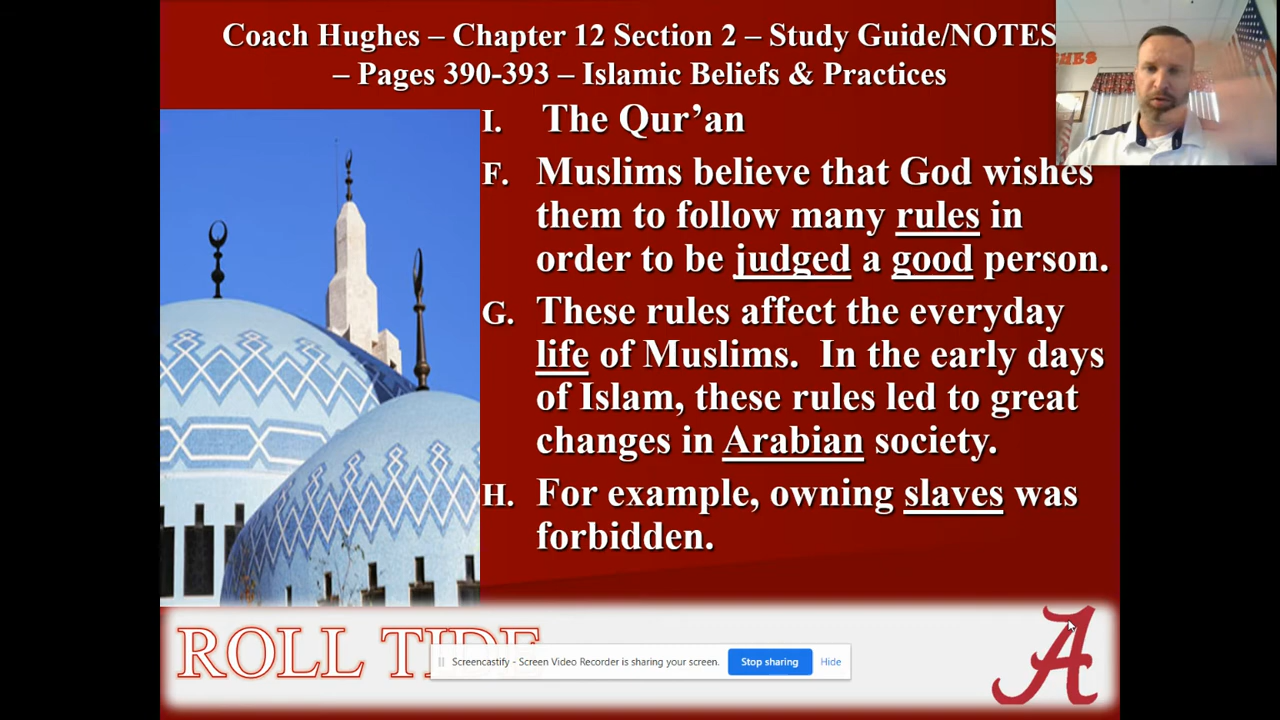 Coach Hughes – Chapter 12 Section 2 – Study Guide/NOTES
– Pages 390-393 – Islamic Beliefs & Practices
I. The Qur’an
F. Muslims believe that God wishes
them to follow many rules in
order to be judged a good person.
G. These rules affect the everyday
life of Muslims. In the early days
of Islam, these rules led to great
changes in Arabian society.
H. For example, owning slaves was
forbidden.
ROLL TIDE
Screencastify - Screen Video Recorder is sharing your screen. Stop sharing Hide
A